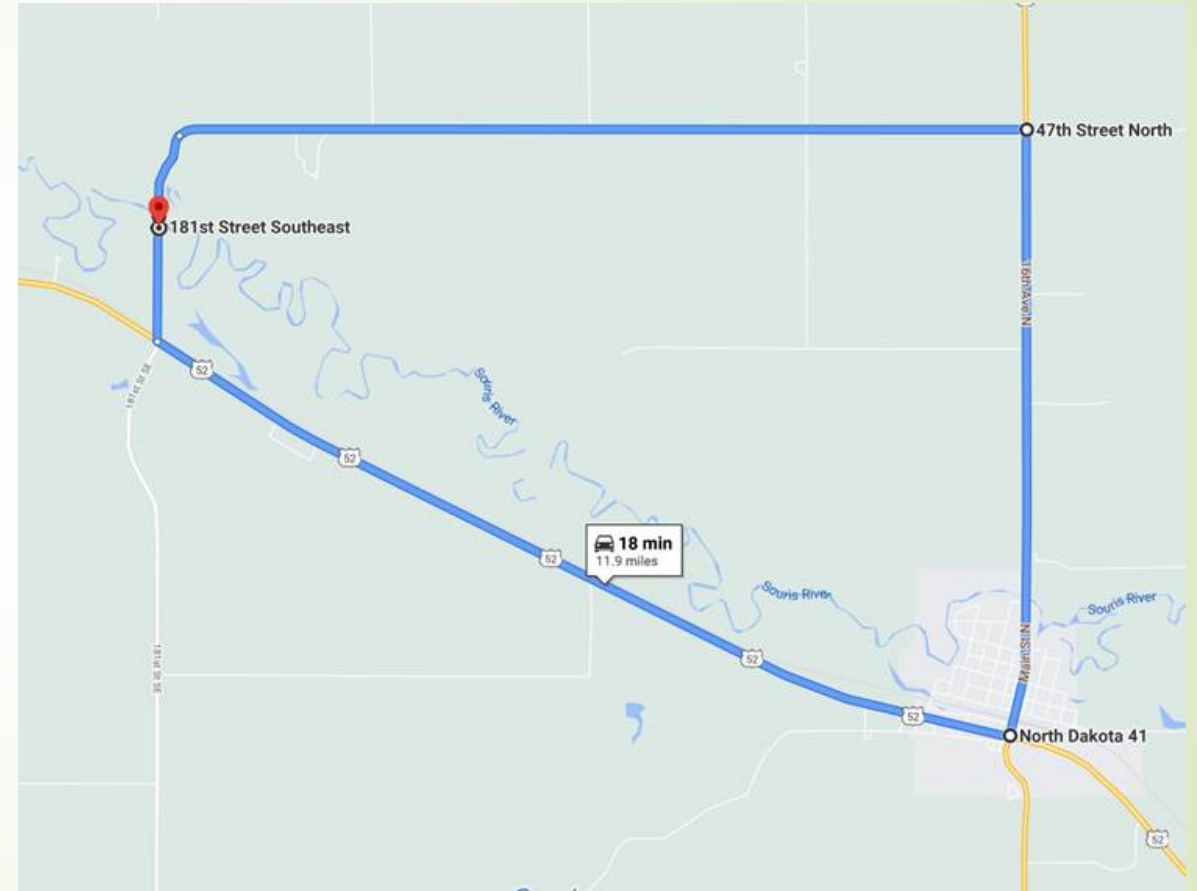 47th Street North
181st Street Southeast
16th Ave N
52
181st St SE
Souris River
52
18 min
11.9 miles
52
Souris River
Souris River
Main St N
52
181st St SE
52
North Dakota 41
52